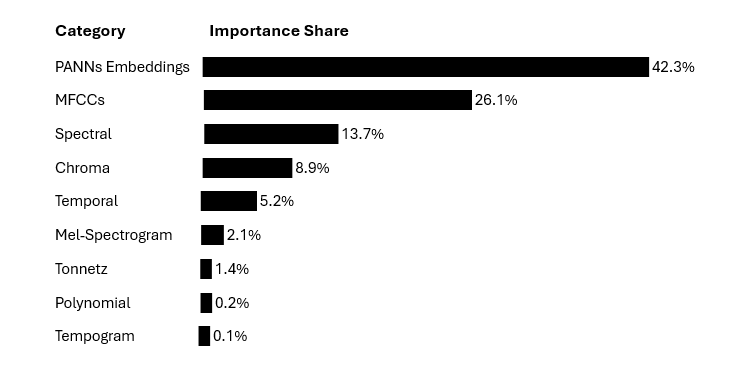 Category Importance Share
PANNs Embeddings 42.3%
MFCCs 26.1%
Spectral 13.7%
Chroma 8.9%
Temporal 5.2%
Mel-Spectrogram 2.1%
Tonnetz 1.4%
Polynomial 0.2%
Tempogram 0.1%